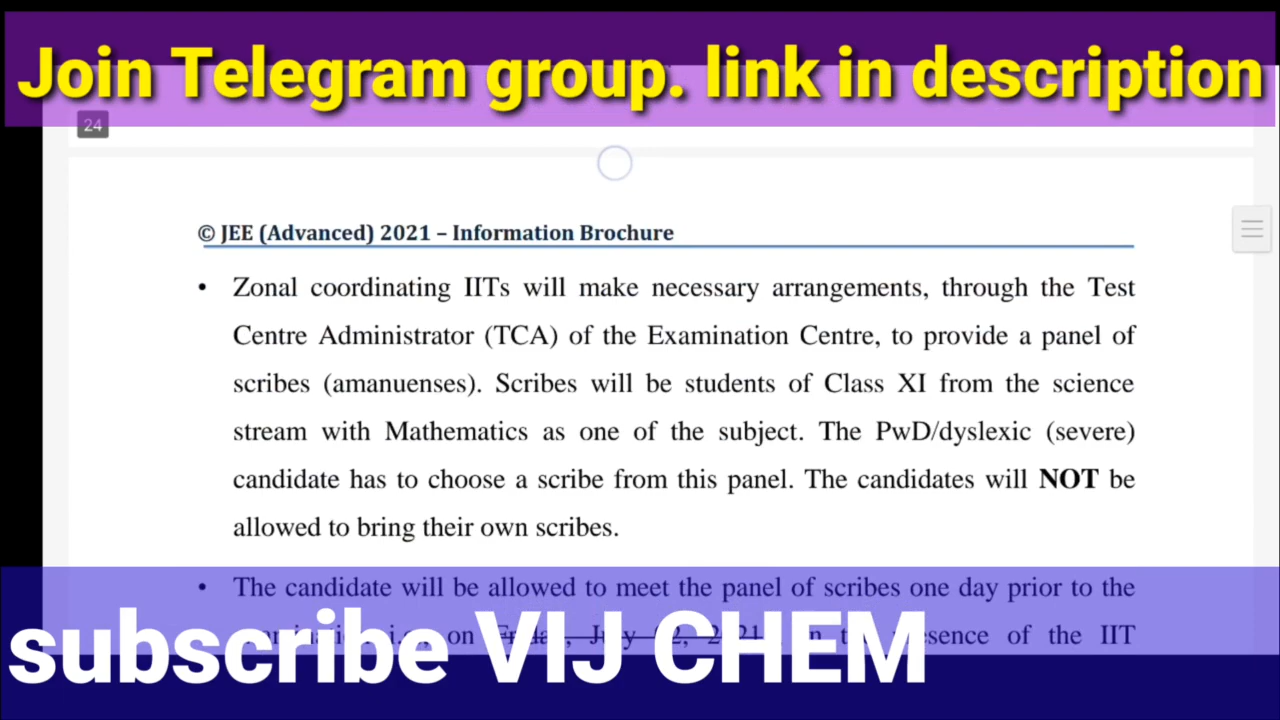 Join Telegram group. link in description
24
© JEE (Advanced) 2021 – Information Brochure
• Zonal coordinating IITs will make necessary arrangements, through the Test
Centre Administrator (TCA) of the Examination Centre, to provide a panel of
scribes (amanuenses). Scribes will be students of Class XI from the science
stream with Mathematics as one of the subject. The PwD/dyslexic (severe)
candidate has to choose a scribe from this panel. The candidates will NOT be
allowed to bring their own scribes.
• The candidate will be allowed to meet the panel of scribes one day prior to the
on 2021 of the IIT
subscribe VIJ CHEM